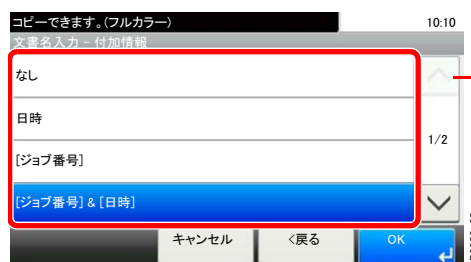 コピーできます。(フルカラー) 10:10
文書名入力 - 付加情報
なし
日時
1/2
[ジョブ番号]
[ジョブ番号] & [日時]
キャンセル <戻る OK